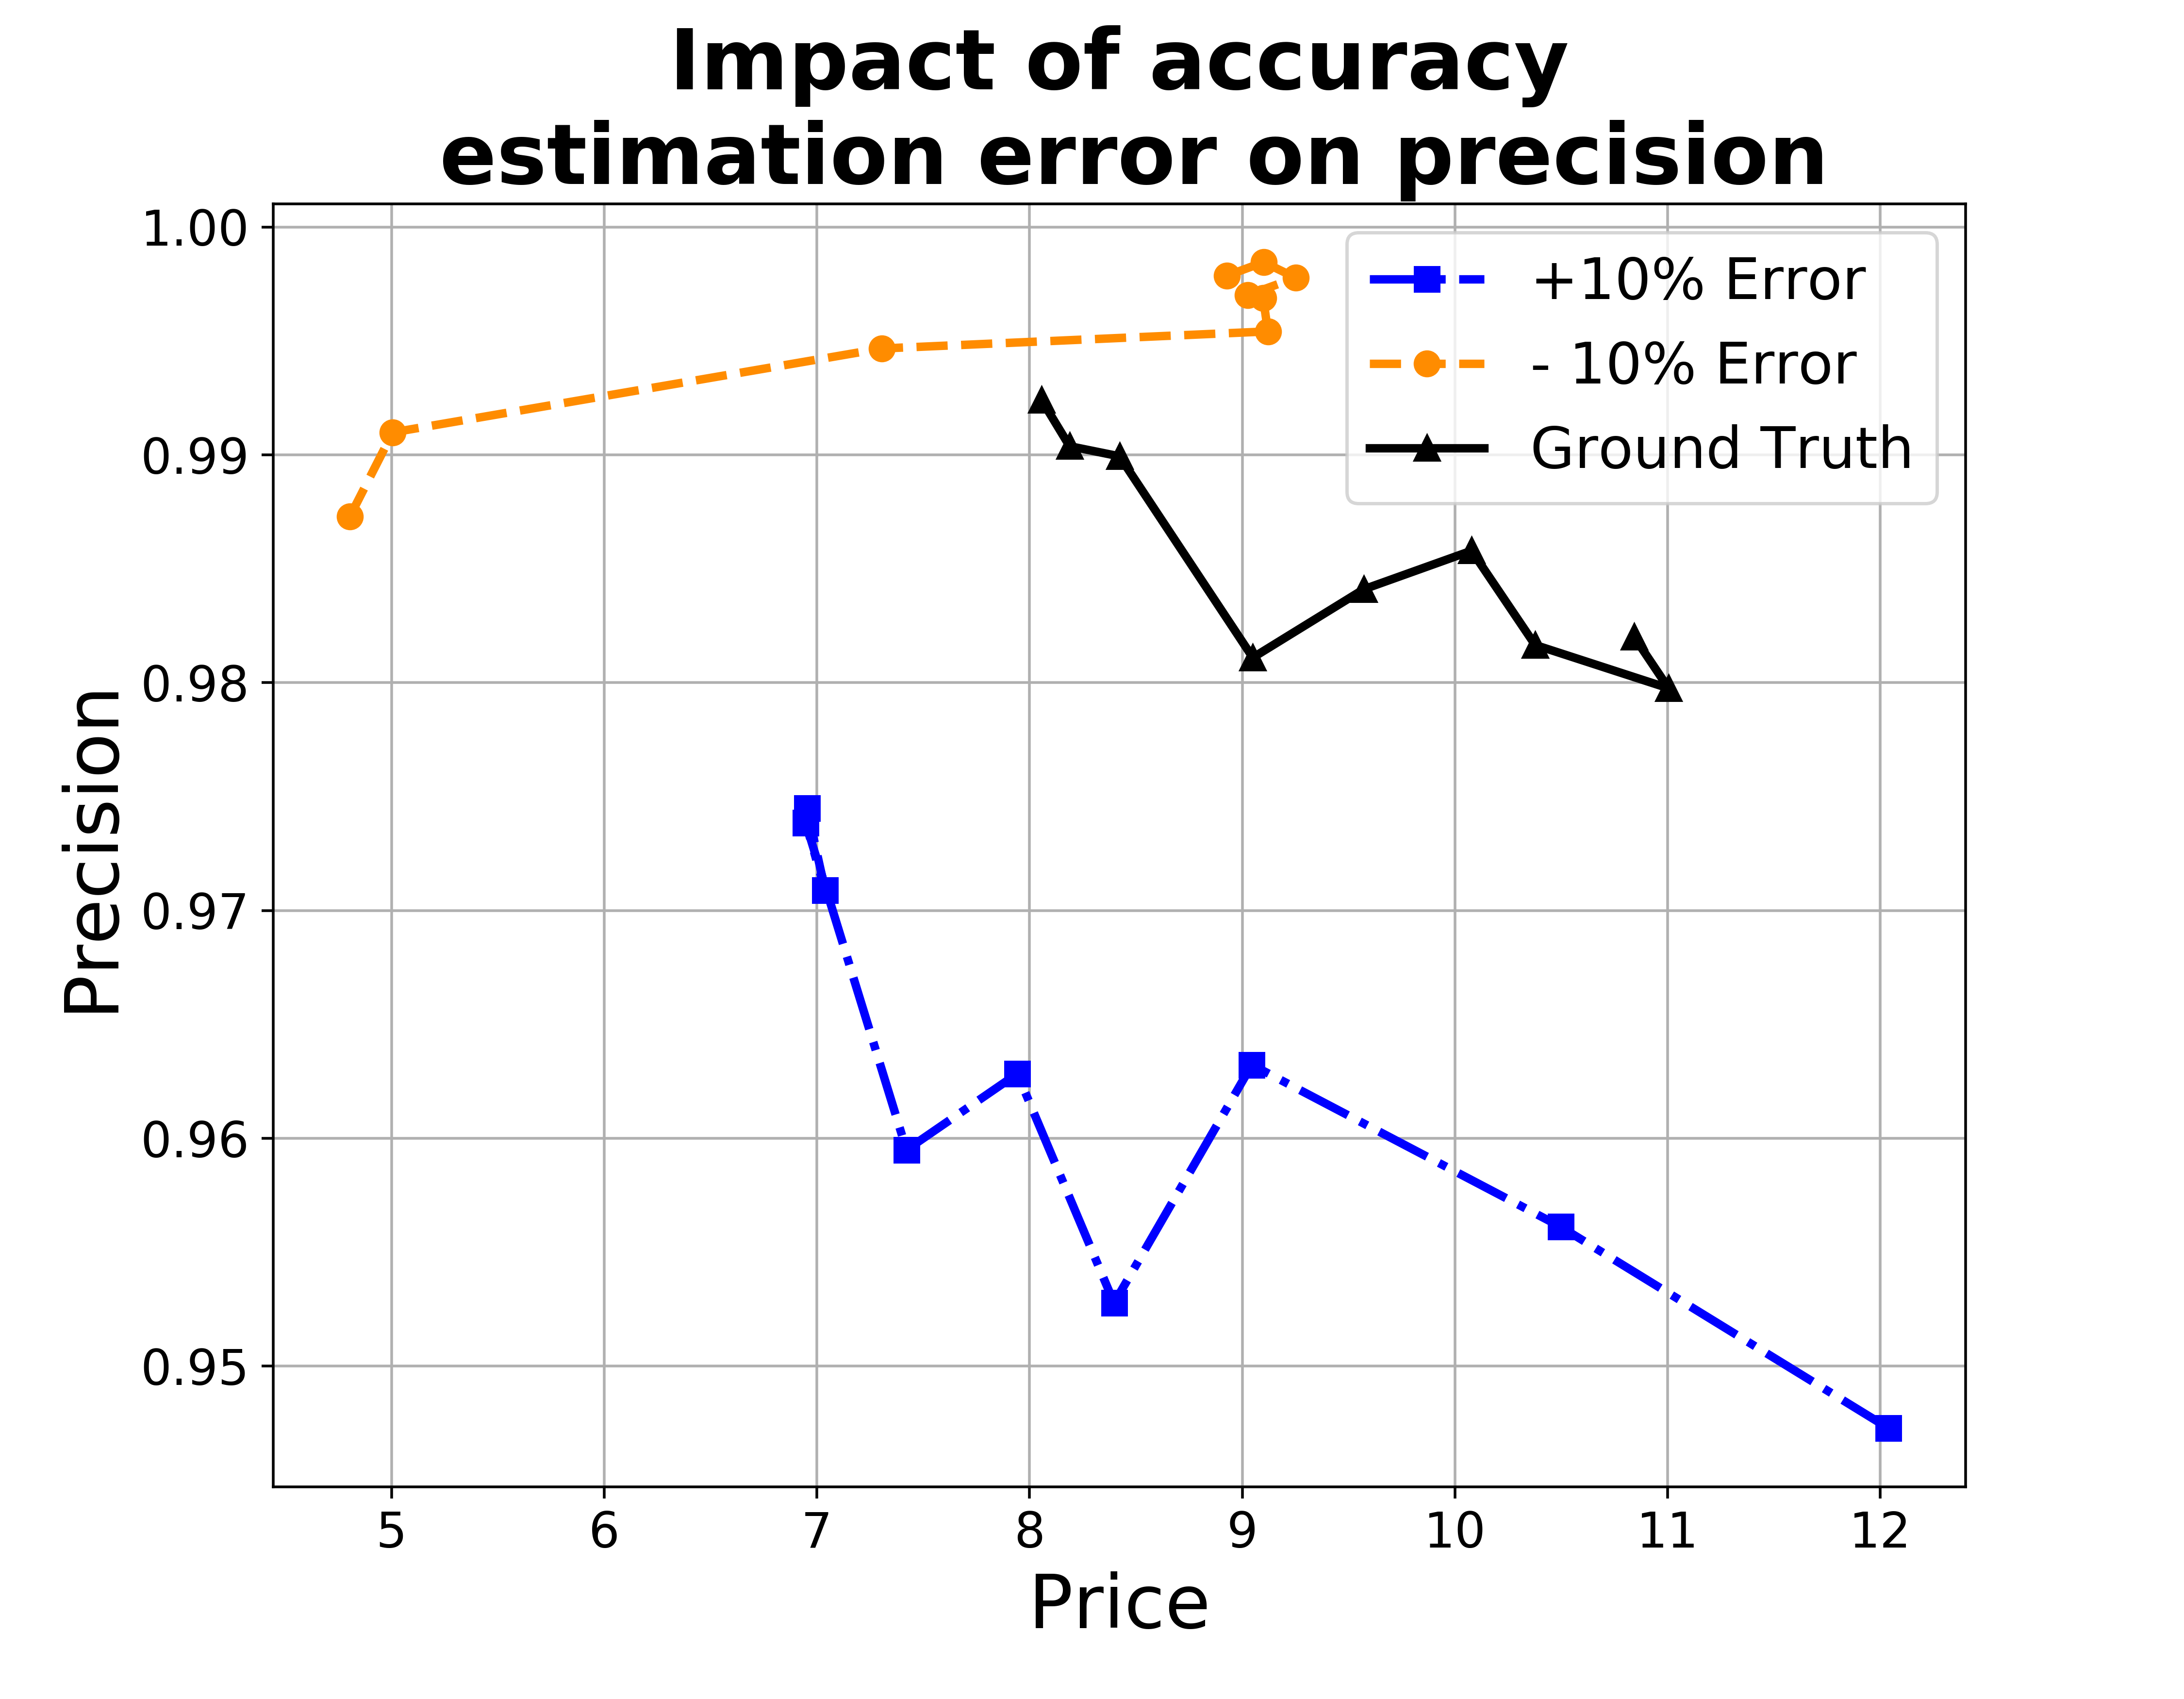 Impact of accuracy
estimation error on precision
1.00
0.99
0.98
0.97
0.96
0.95
Precision
+10% Error
- 10% Error
Ground Truth
5 6 7 8 9 10 11 12
Price